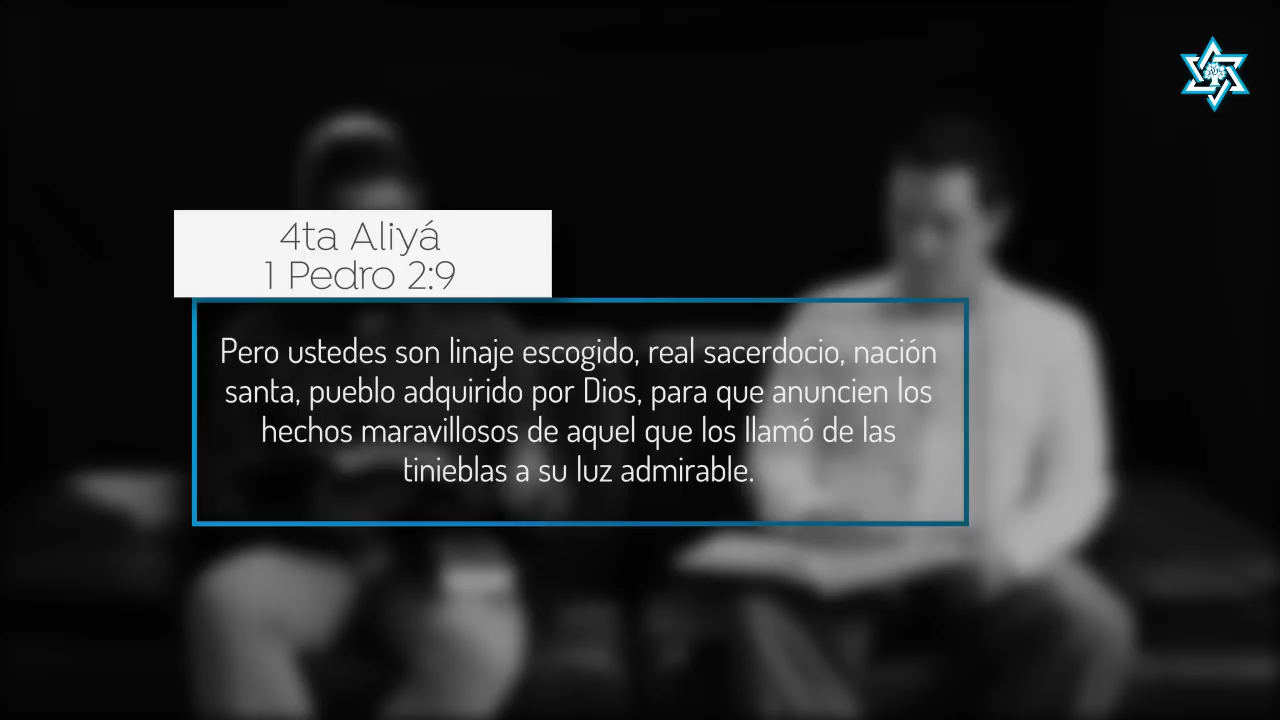 4ta Aliyá
1 Pedro 2:9
Pero ustedes son linaje escogido, real sacerdocio, nación
santa, pueblo adquirido por Dios, para que anuncien los
hechos maravillosos de aquel que los llamó de las
tinieblas a su luz admirable.